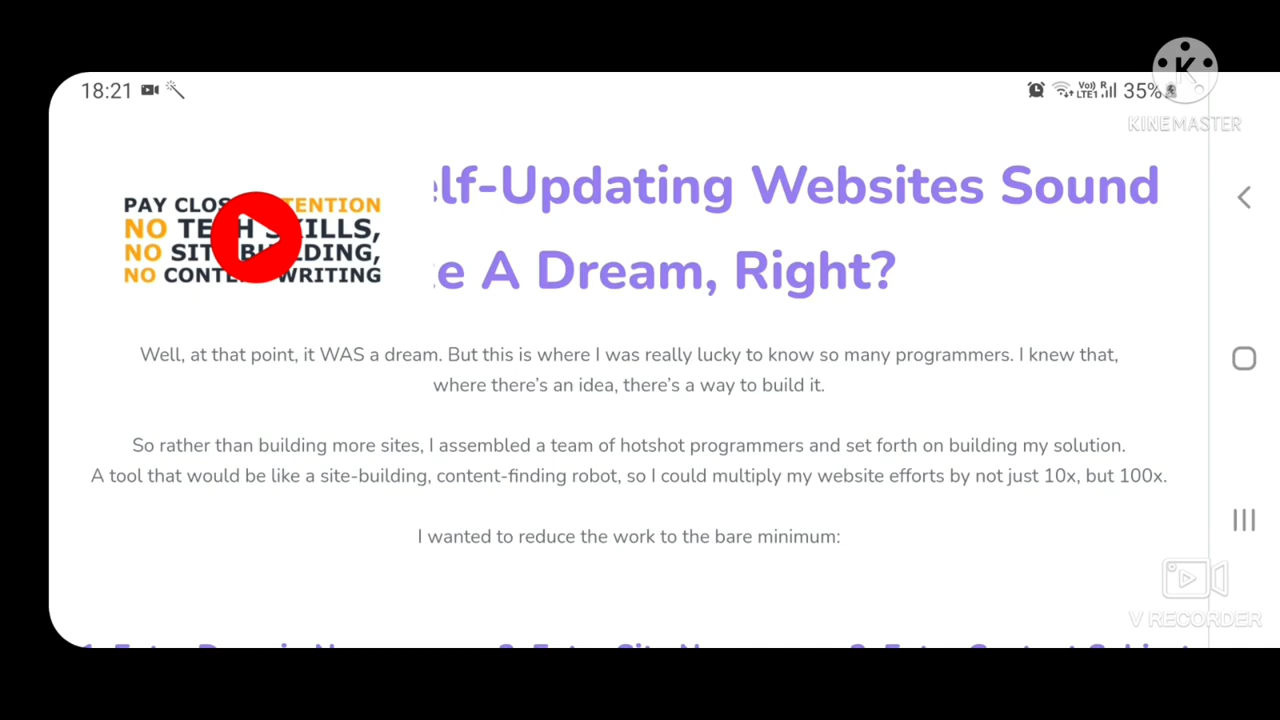 18:21
35%
KINEMASTER
PAY CLOS TENTION
NO TE H SKILLS,
NO SIT BU LDING,
NO CONTE WRITING
elf-Updating Websites Sound
e A Dream, Right?
Well, at that point, it WAS a dream. But this is where I was really lucky to know so many programmers. I knew that,
where there's an idea, there's a way to build it.
So rather than building more sites, I assembled a team of hotshot programmers and set forth on building my solution.
A tool that would be like a site-building, content-finding robot, so I could multiply my website efforts by not just 10x, but 100x.
I wanted to reduce the work to the bare minimum:
V RECORDER